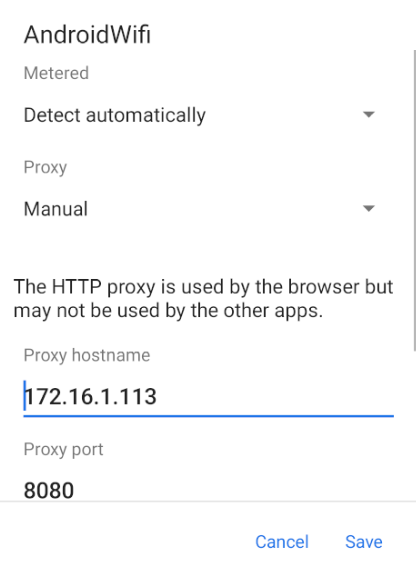 AndroidWifi
Metered
Detect automatically
Proxy
Manual
The HTTP proxy is used by the browser but
may not be used by the other apps.
Proxy hostname
172.16.1.113
Proxy port
8080
Cancel Save